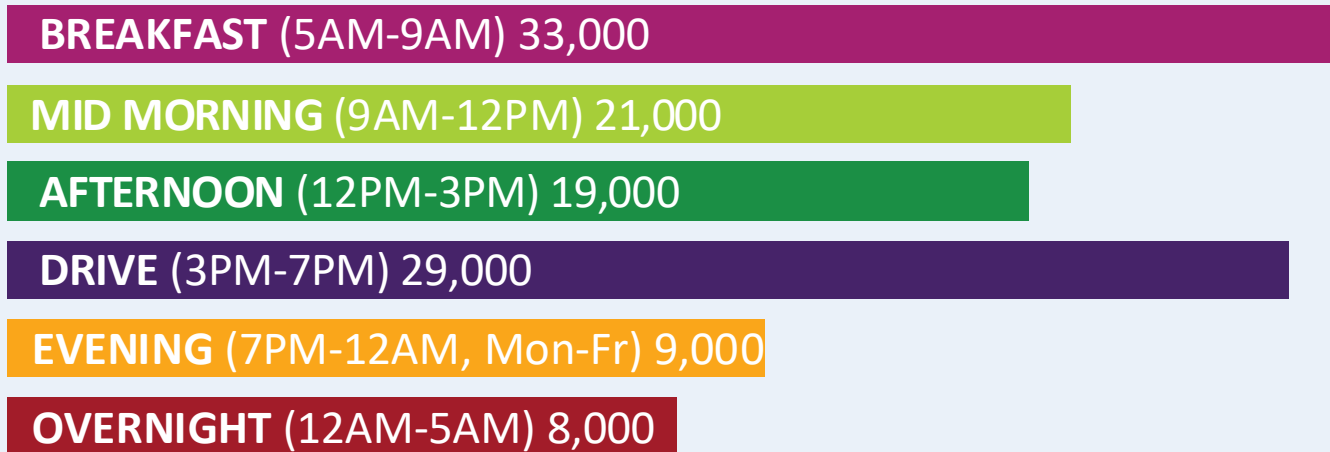 BREAKFAST (5AM-9AM) 33,000
MID MORNING (9AM-12PM) 21,000
AFTERNOON (12PM-3PM) 19,000
DRIVE (3PM-7PM) 29,000
EVENING (7PM-12AM, Mon-Fr) 9,000
OVERNIGHT (12AM-5AM) 8,000